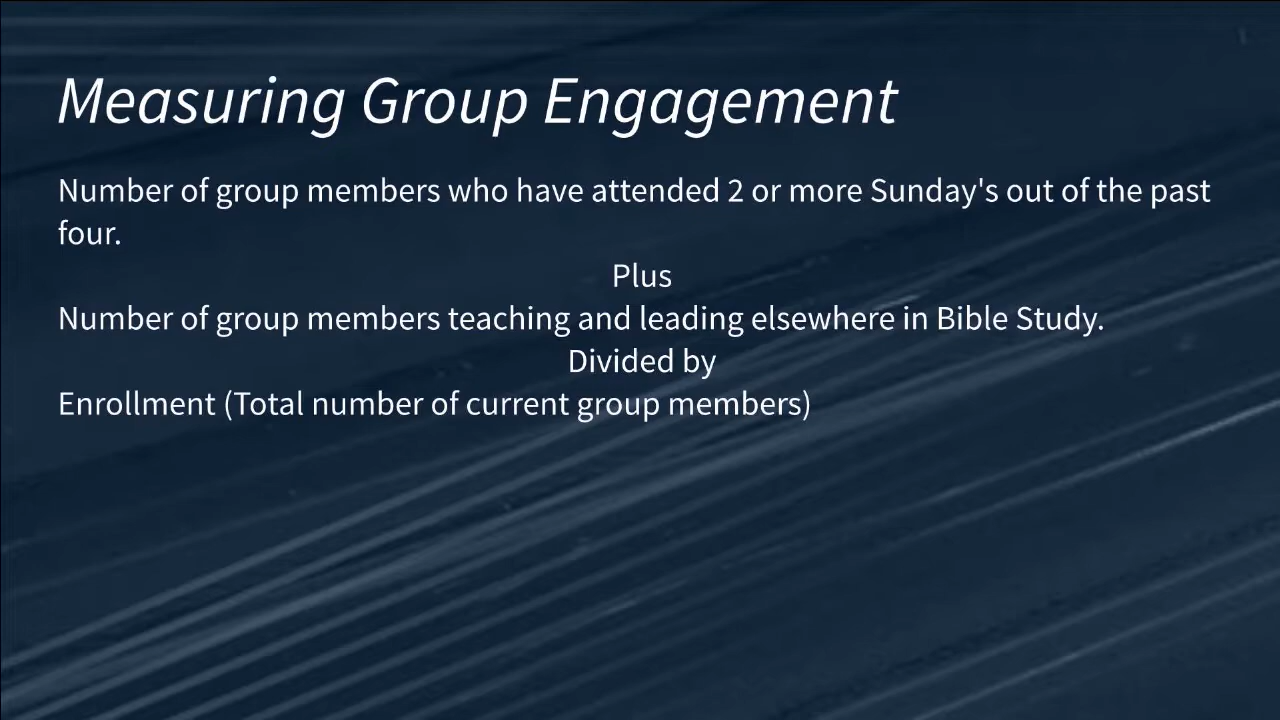 Measuring Group Engagement
Number of group members who have attended 2 or more Sunday's out of the past
four.
Plus
Number of group members teaching and leading elsewhere in Bible Study.
Divided by
Enrollment (Total number of current group members)